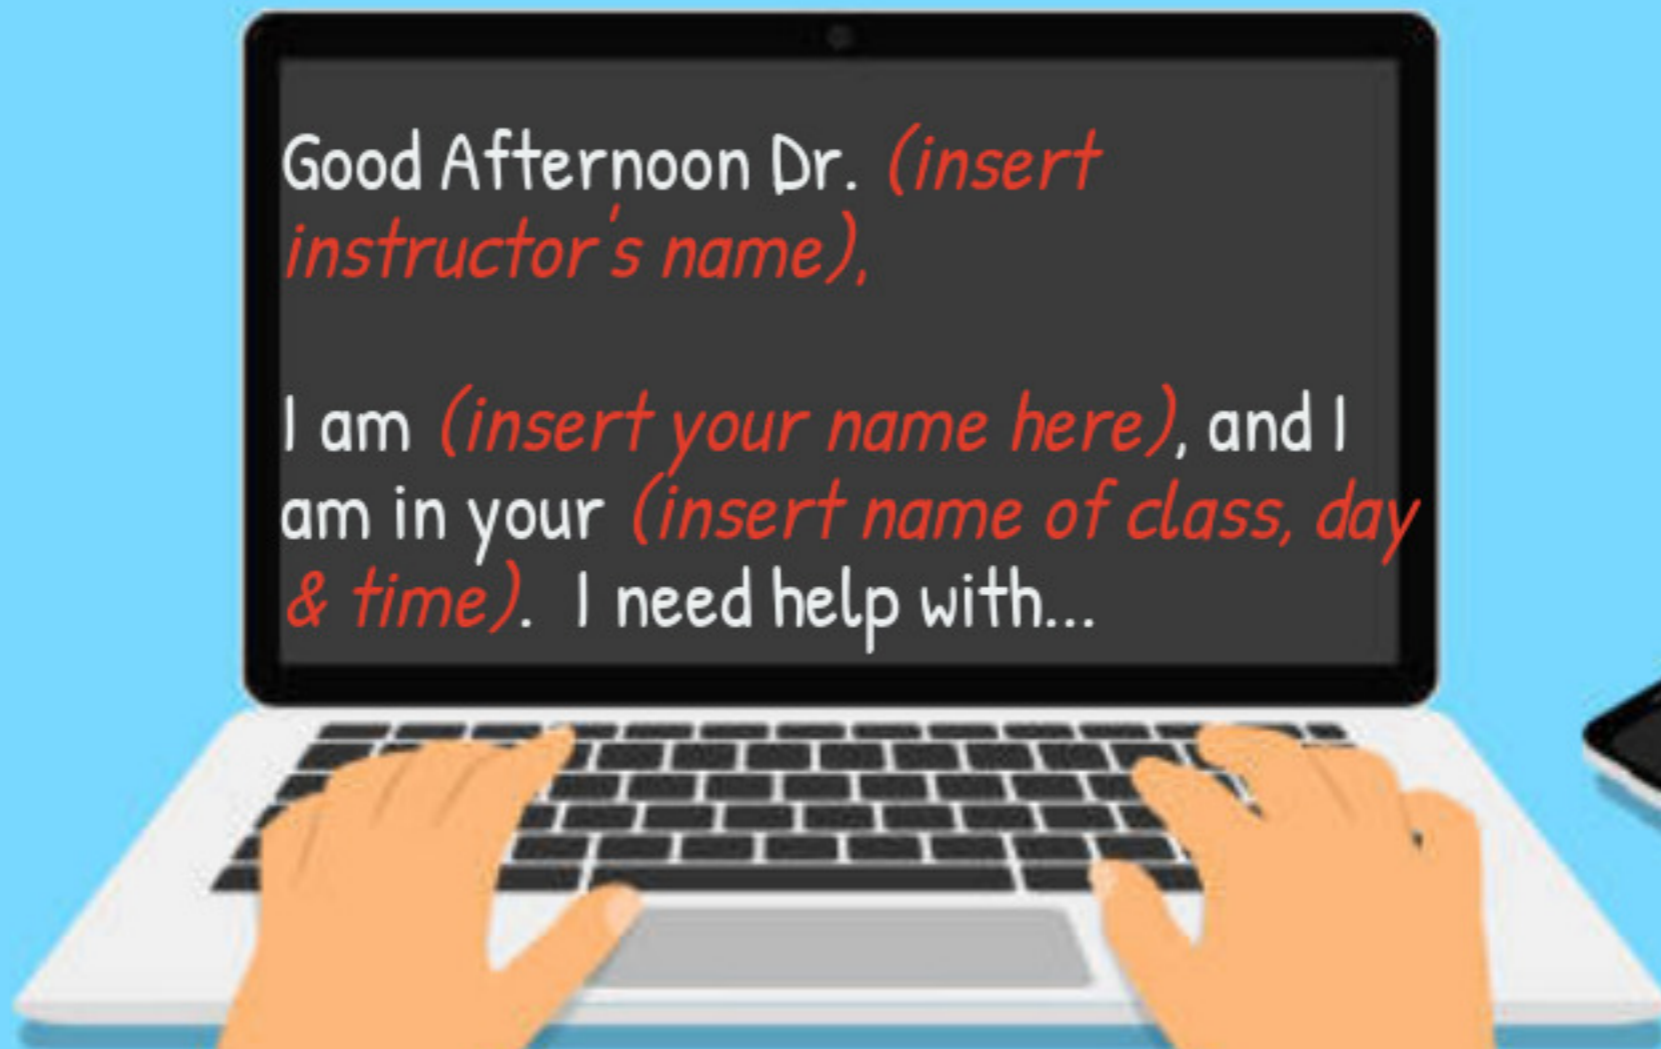 Good Afternoon Dr. (insert
instructor's name),
I am (insert your name here), and I
am in your (insert name of class, day
& time).  I need help with...